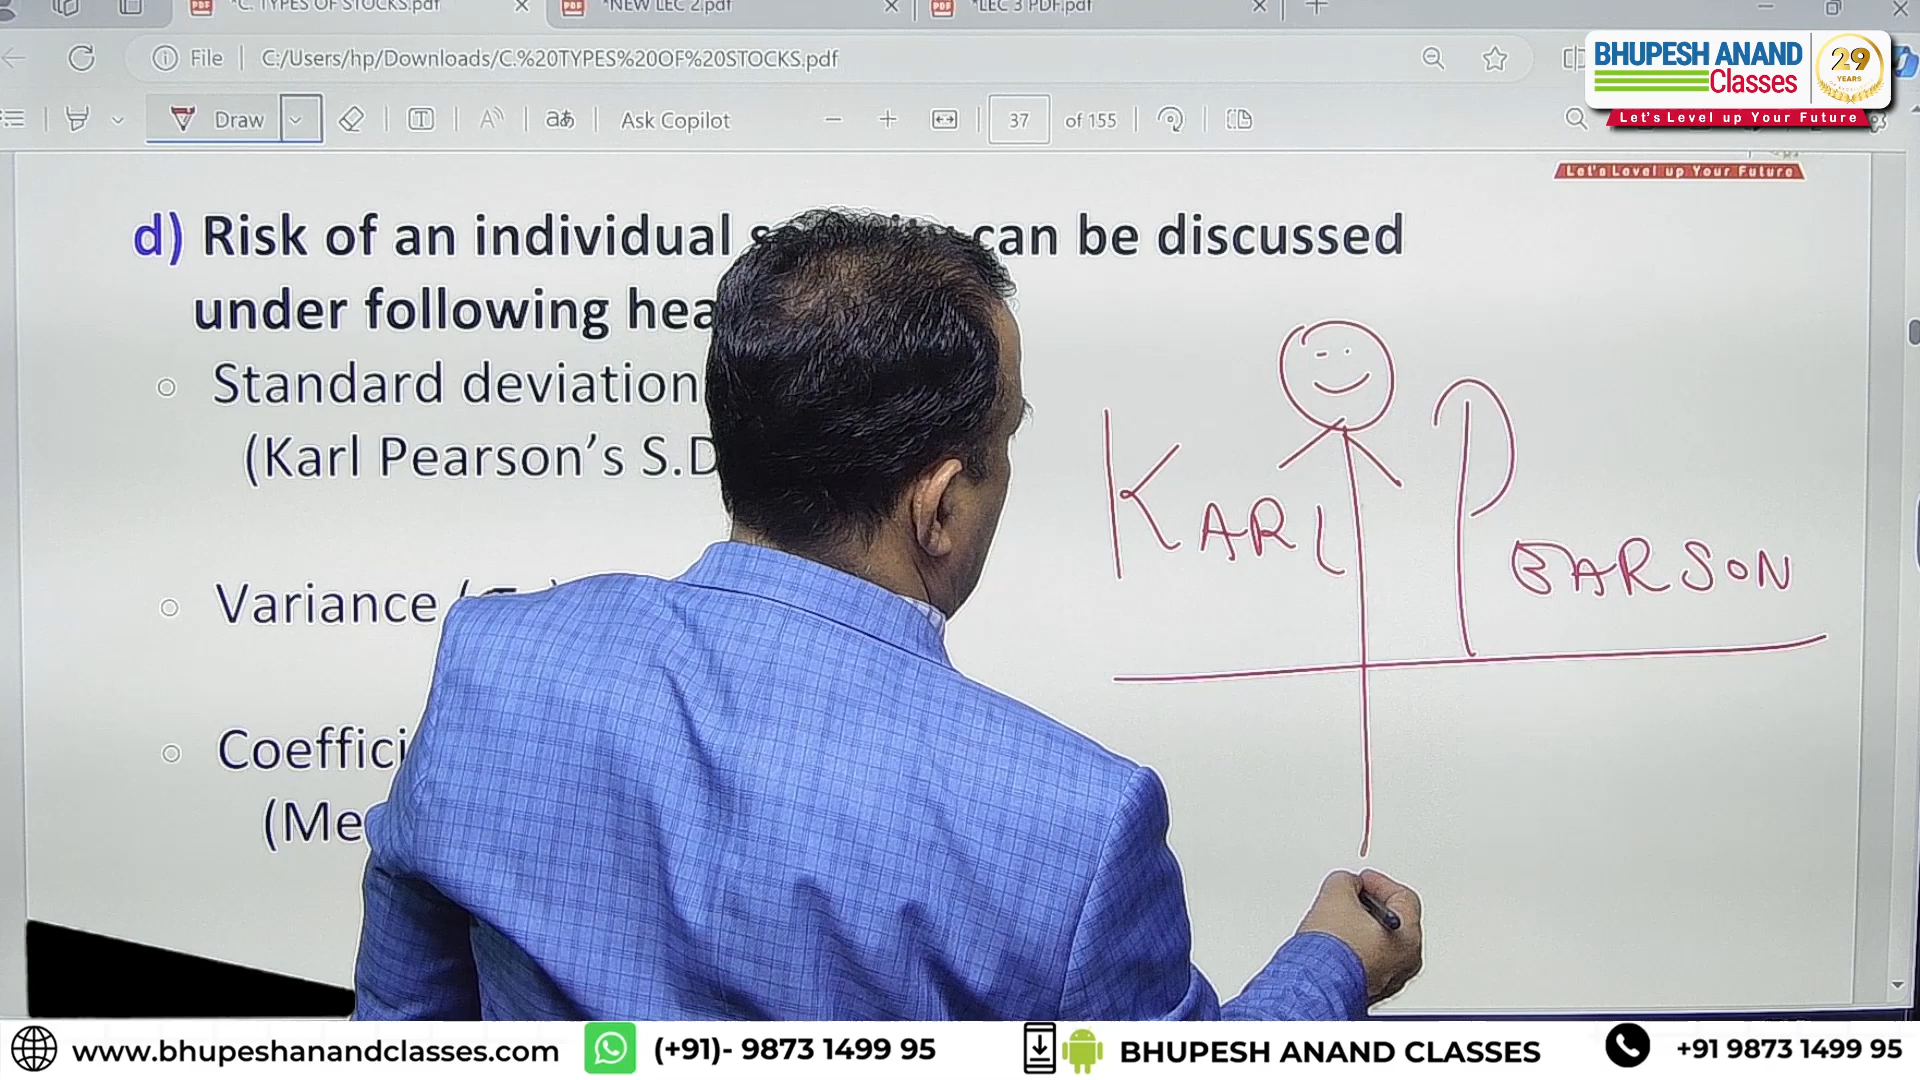 *C. TYPES OF STOCKS.pdf
*NEW LEC 2.pdf
*LEC 3 PDF.pdf
File
C:/Users/hp/Downloads/C.%20TYPES%20OF%20STOCKS.pdf
Draw
Ask Copilot
37 of 155
BHUPESH ANAND
Classes
29
YEARS
Let's Level up Your Future
Let's Level up Your Future
d) Risk of an individual can be discussed
under following
Standard deviation
(Karl Pearson's S.D
Variance (
KARL PEARSON
www.bhupeshanandclasses.com
(+91)- 9873 1499 95
BHUPESH ANAND CLASSES
+91 9873 1499 95